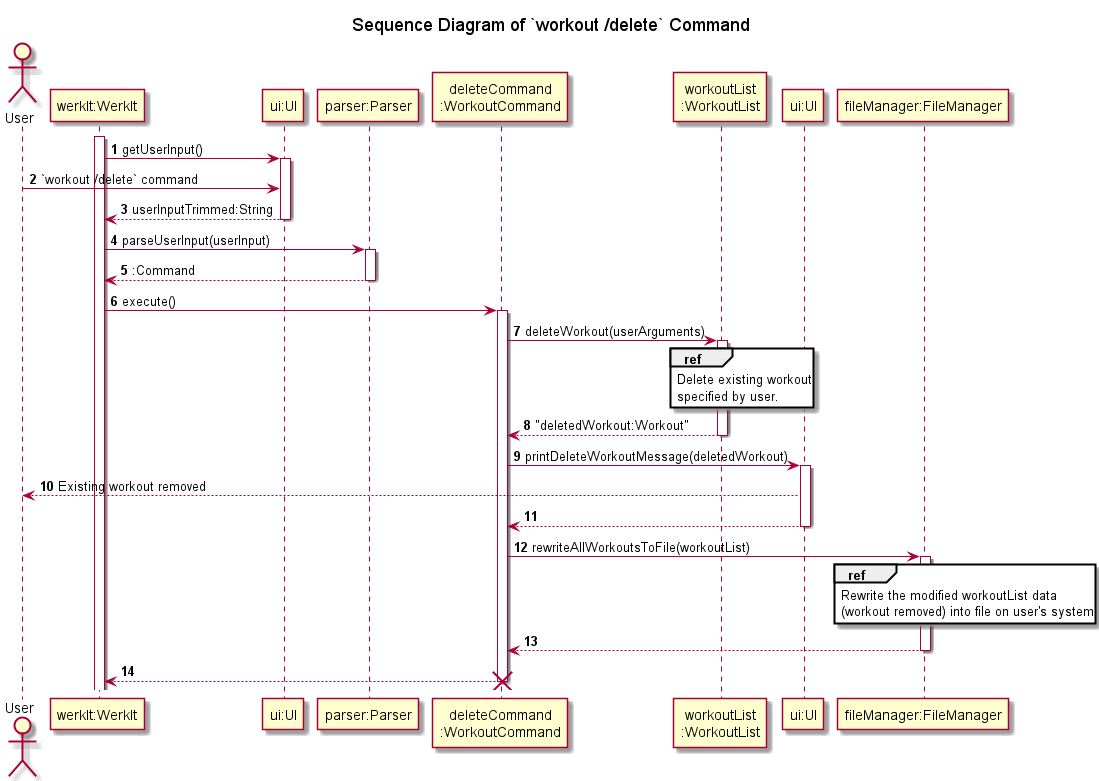 Sequence Diagram of `workout /delete` Command
User
werkIt:WerkIt
ui:UI
parser:Parser
deleteCommand
:WorkoutCommand
workoutList
:WorkoutList
ui:UI
fileManager:FileManager
1 getUserInput()
2 `workout /delete` command
3 userInputTrimmed:String
4 parseUserInput(userInput)
5 :Command
6 execute()
7 deleteWorkout(userArguments)
ref
Delete existing workout
specified by user.
8 "deletedWorkout:Workout"
9 printDeleteWorkoutMessage(deletedWorkout)
10 Existing workout removed
11
12 rewriteAllWorkoutsToFile(workoutList)
ref
Rewrite the modified workoutList data
(workout removed) into file on user's system
13
14
User
werkIt:WerkIt
ui:UI
parser:Parser
deleteCommand
:WorkoutCommand
workoutList
:WorkoutList
ui:UI
fileManager:FileManager